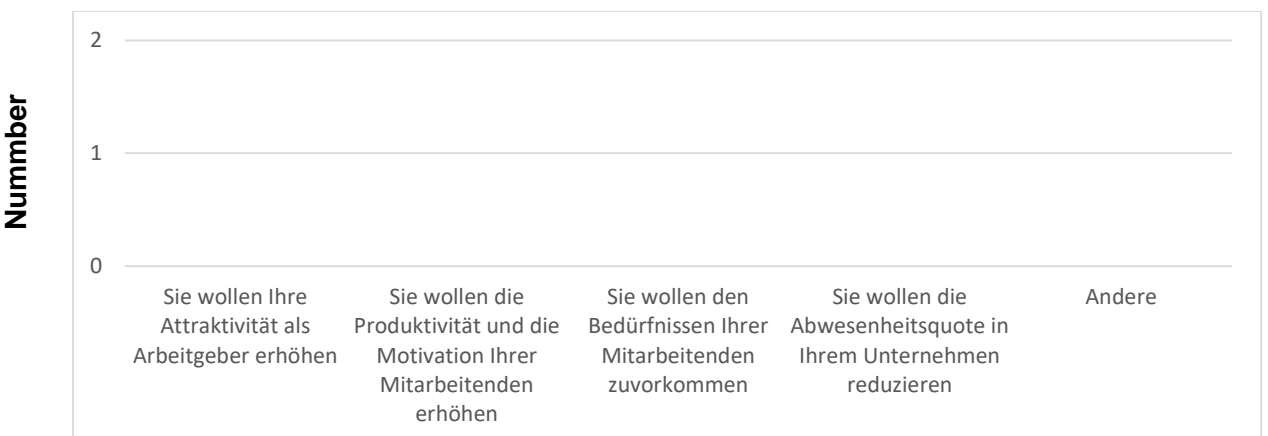 Nummber
2
1
0
Sie wollen Ihre
Attraktivität als
Arbeitgeber erhöhen
Sie wollen die
Produktivität und die
Motivation Ihrer
Mitarbeitenden
erhöhen
Sie wollen den
Bedürfnissen Ihrer
Mitarbeitenden
zuvorkommen
Sie wollen die
Abwesenheitsquote in
Ihrem Unternehmen
reduzieren
Andere